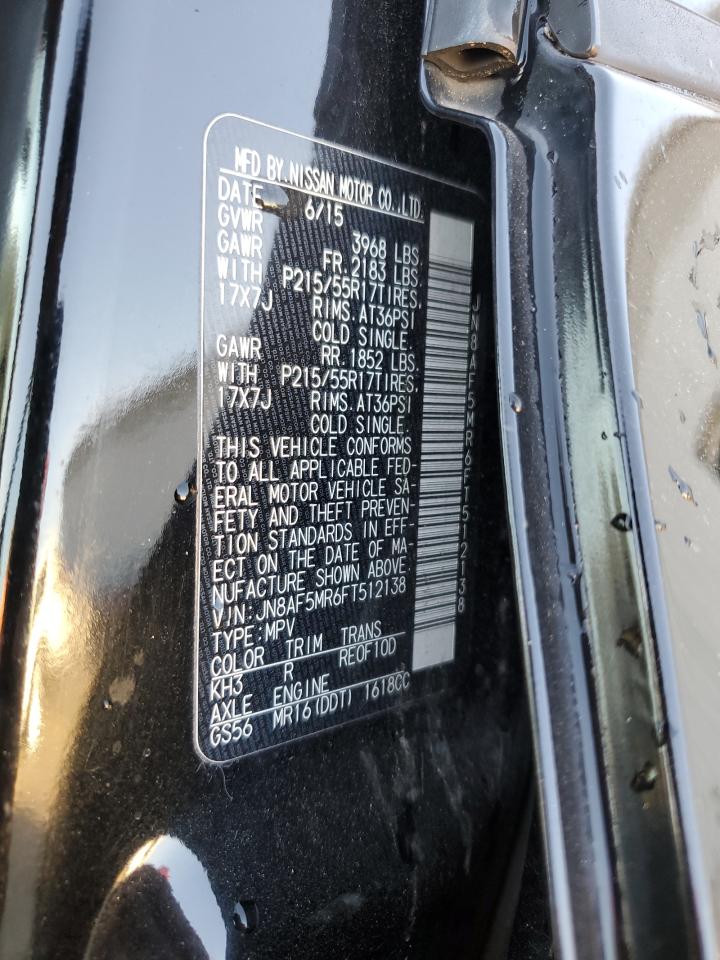 MFD BY.NISSAN MOTOR CO.,LTD.
DATE 6/15
GVWR 3968 LBS.
GAWR FR.2183 LBS.
WITH P215/55R17TIRES.
17X7J RIMS.AT36PSI
COLD SINGLE.
GAWR RR.1852 LBS.
WITH P215/55R17TIRES.
17X7J RIMS.AT36PSI
COLD SINGLE.
THIS VEHICLE CONFORMS
TO ALL APPLICABLE FED-
ERAL MOTOR VEHICLE SA-
FETY AND THEFT PREVEN-
TION STANDARDS IN EFF-
ECT ON THE DATE OF MA-
NUFACTURE SHOWN ABOVE.
VIN:JN8AF5MR6FT512138
TYPE:MPV
COLOR TRIM TRANS
KH3 R RE0F10D
AXLE ENGINE
GS56 MR16(DDT) 1618CC
JN8AF5MR6FT512138